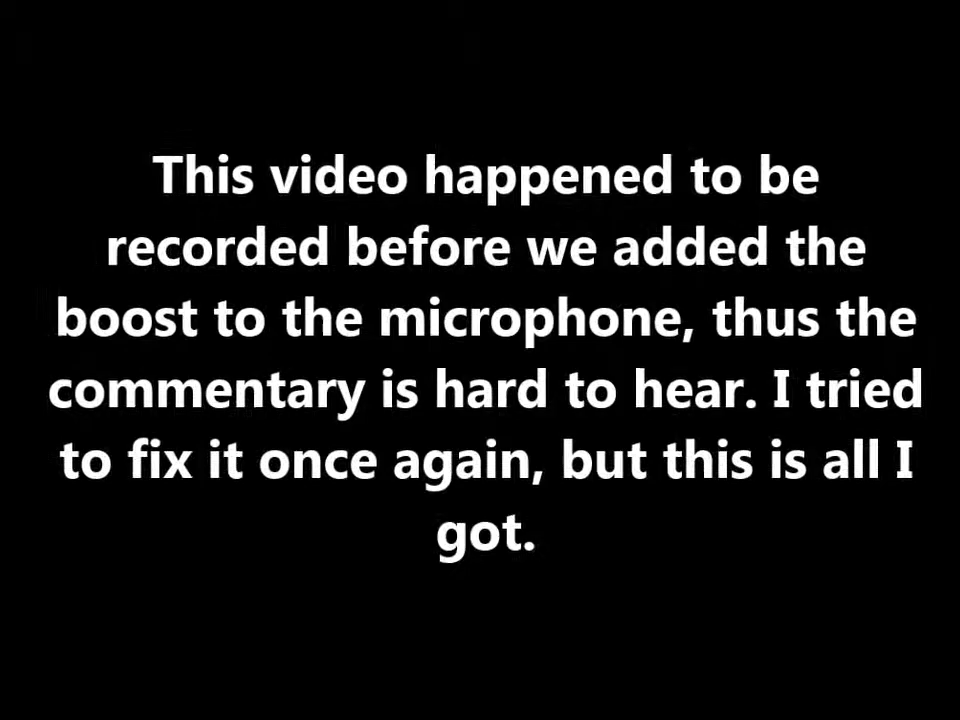 This video happened to be
recorded before we added the
boost to the microphone, thus the
commentary is hard to hear. I tried
to fix it once again, but this is all I
got.